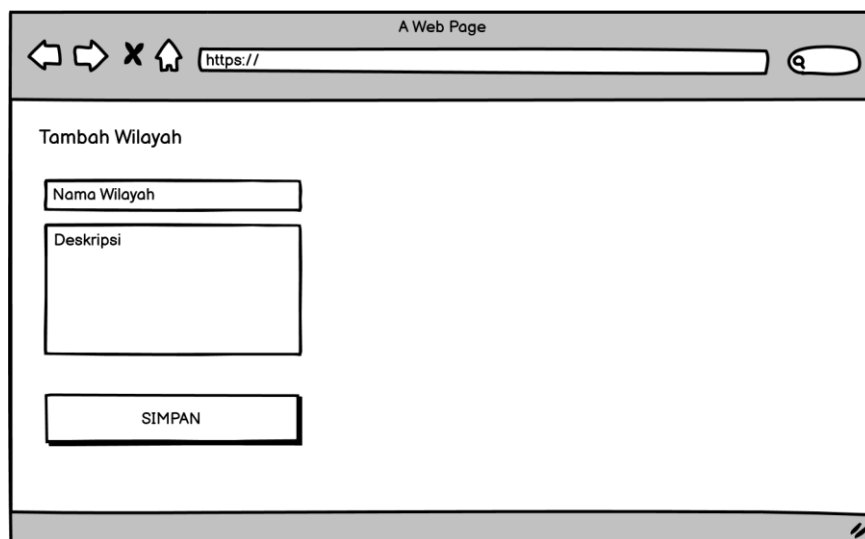 A Web Page
https://
Tambah Wilayah
Nama Wilayah
Deskripsi
SIMPAN